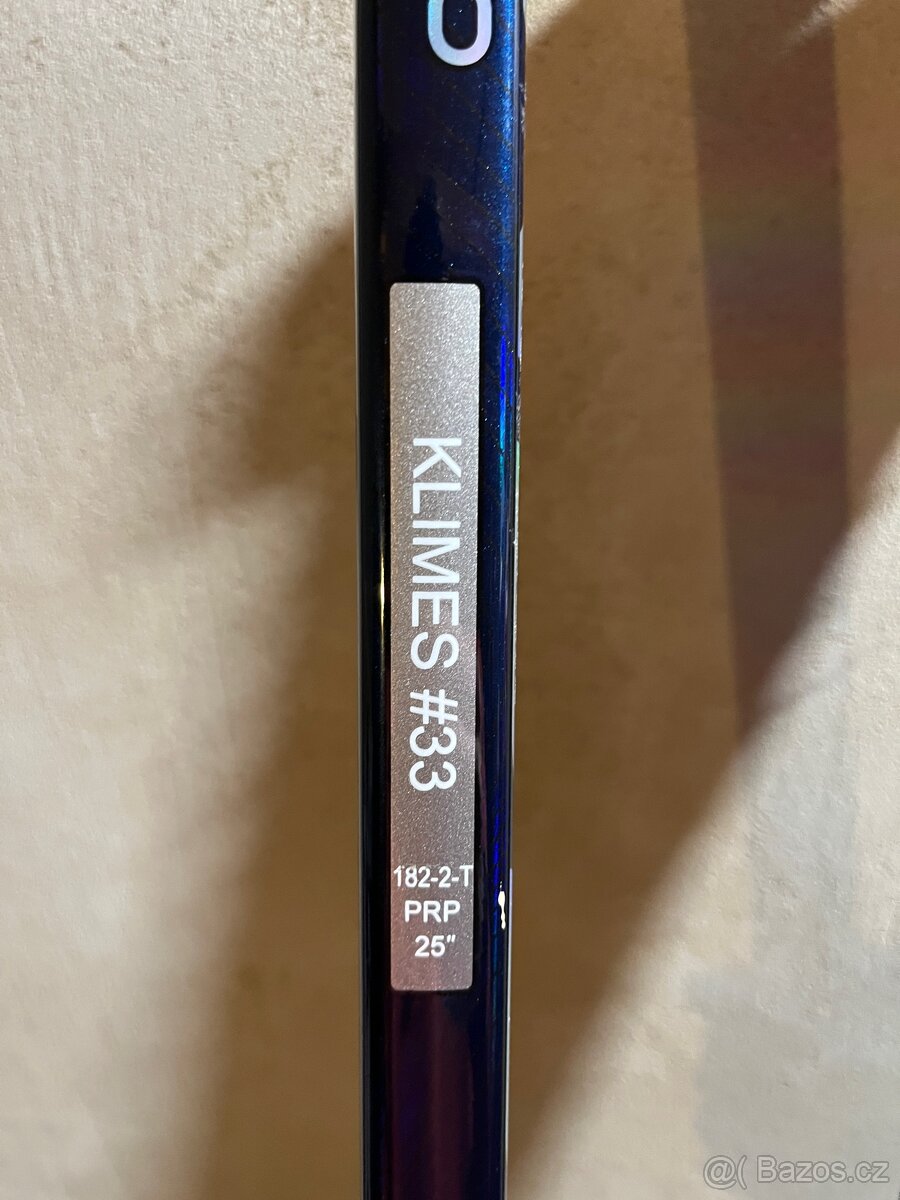 O
KLIMES #33
182-2-T
PRP
25"
@( Bazos.cz